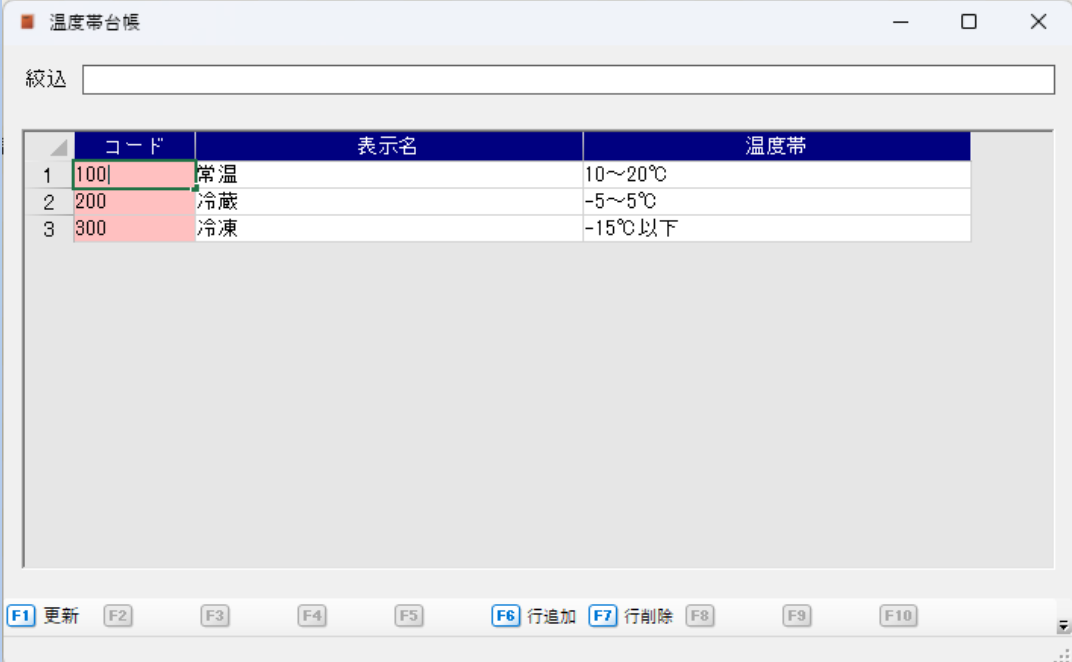 温度帯台帳
絞込
コード 表示名 温度帯
1 100 常温 10～20℃
2 200 冷蔵 -5～5℃
3 300 冷凍 -15℃以下
F1 更新 F2 F3 F4 F5 F6 行追加 F7 行削除 F8 F9 F10